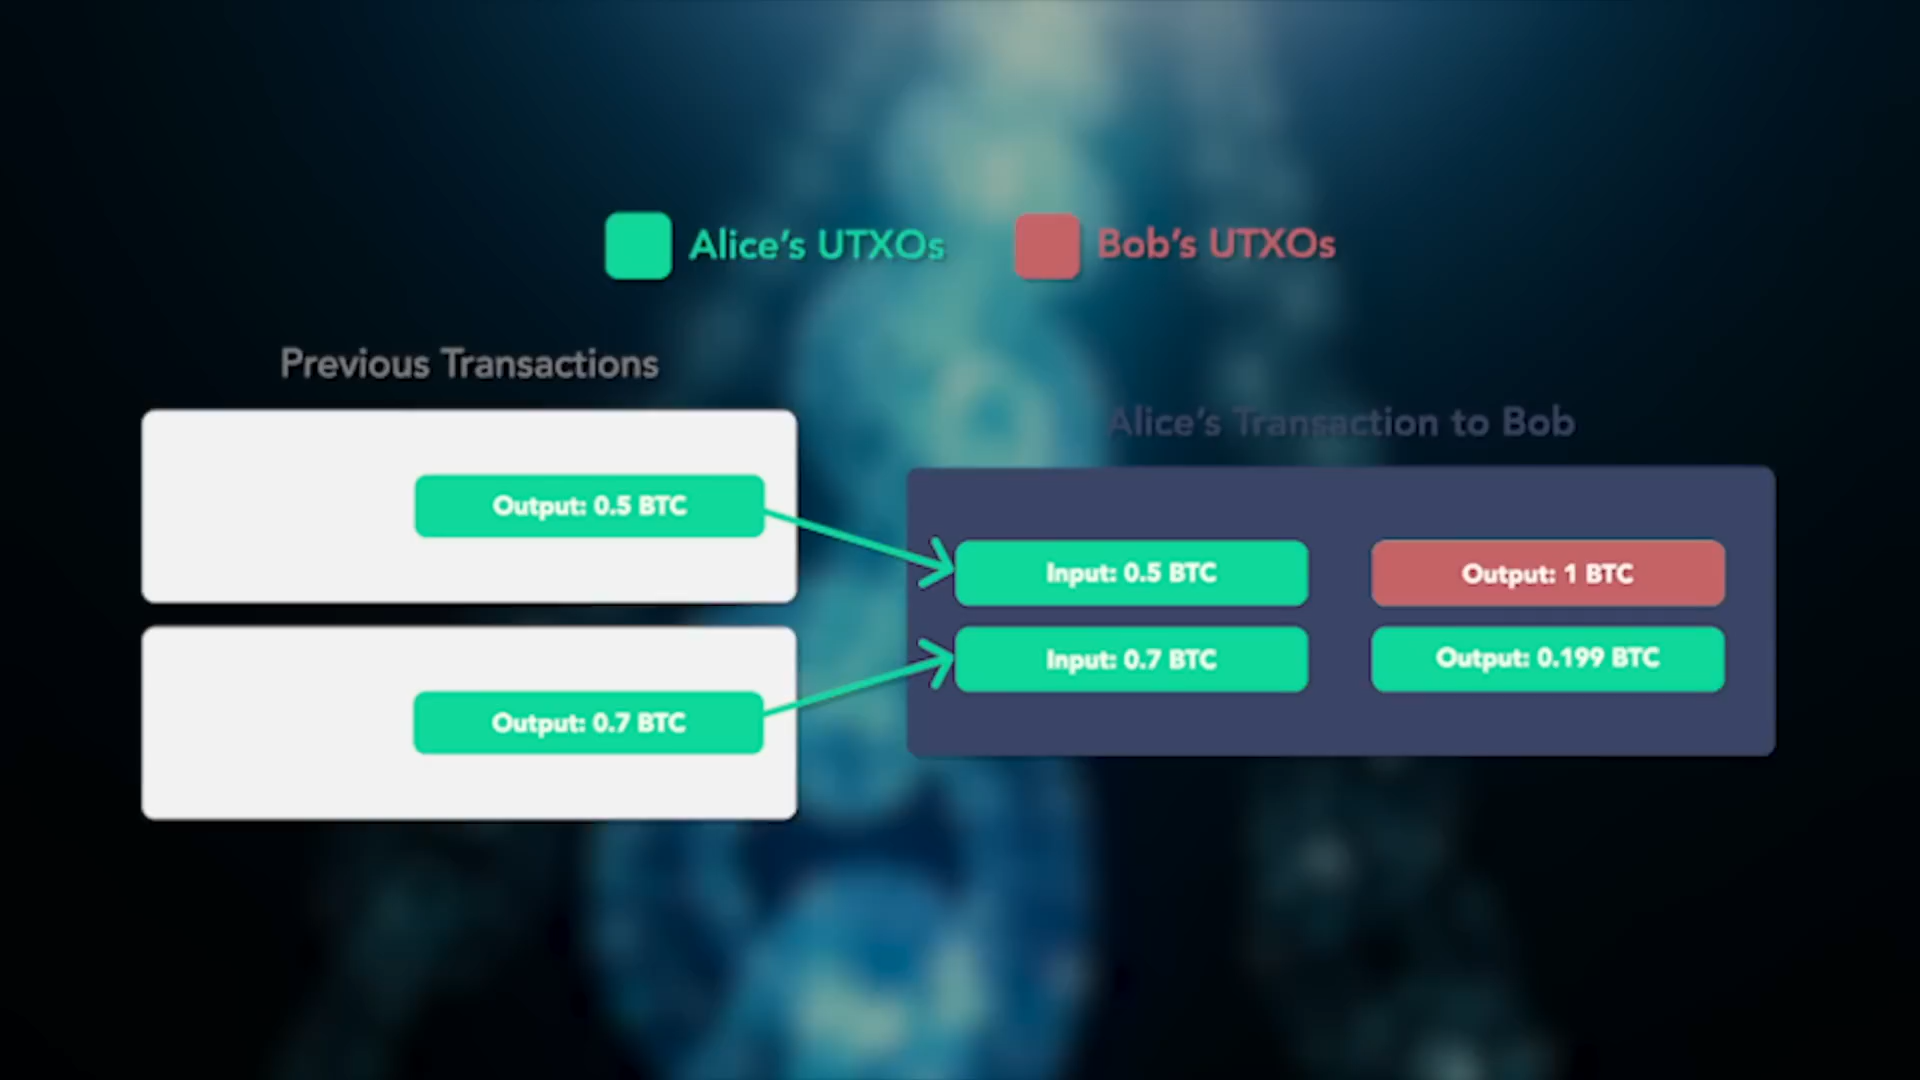 Alice's UTXOs
Bob's UTXOs
Previous Transactions
Output: 0.5 BTC
Output: 0.7 BTC
Alice's Transaction to Bob
Input: 0.5 BTC
Output: 1 BTC
Input: 0.7 BTC
Output: 0.199 BTC